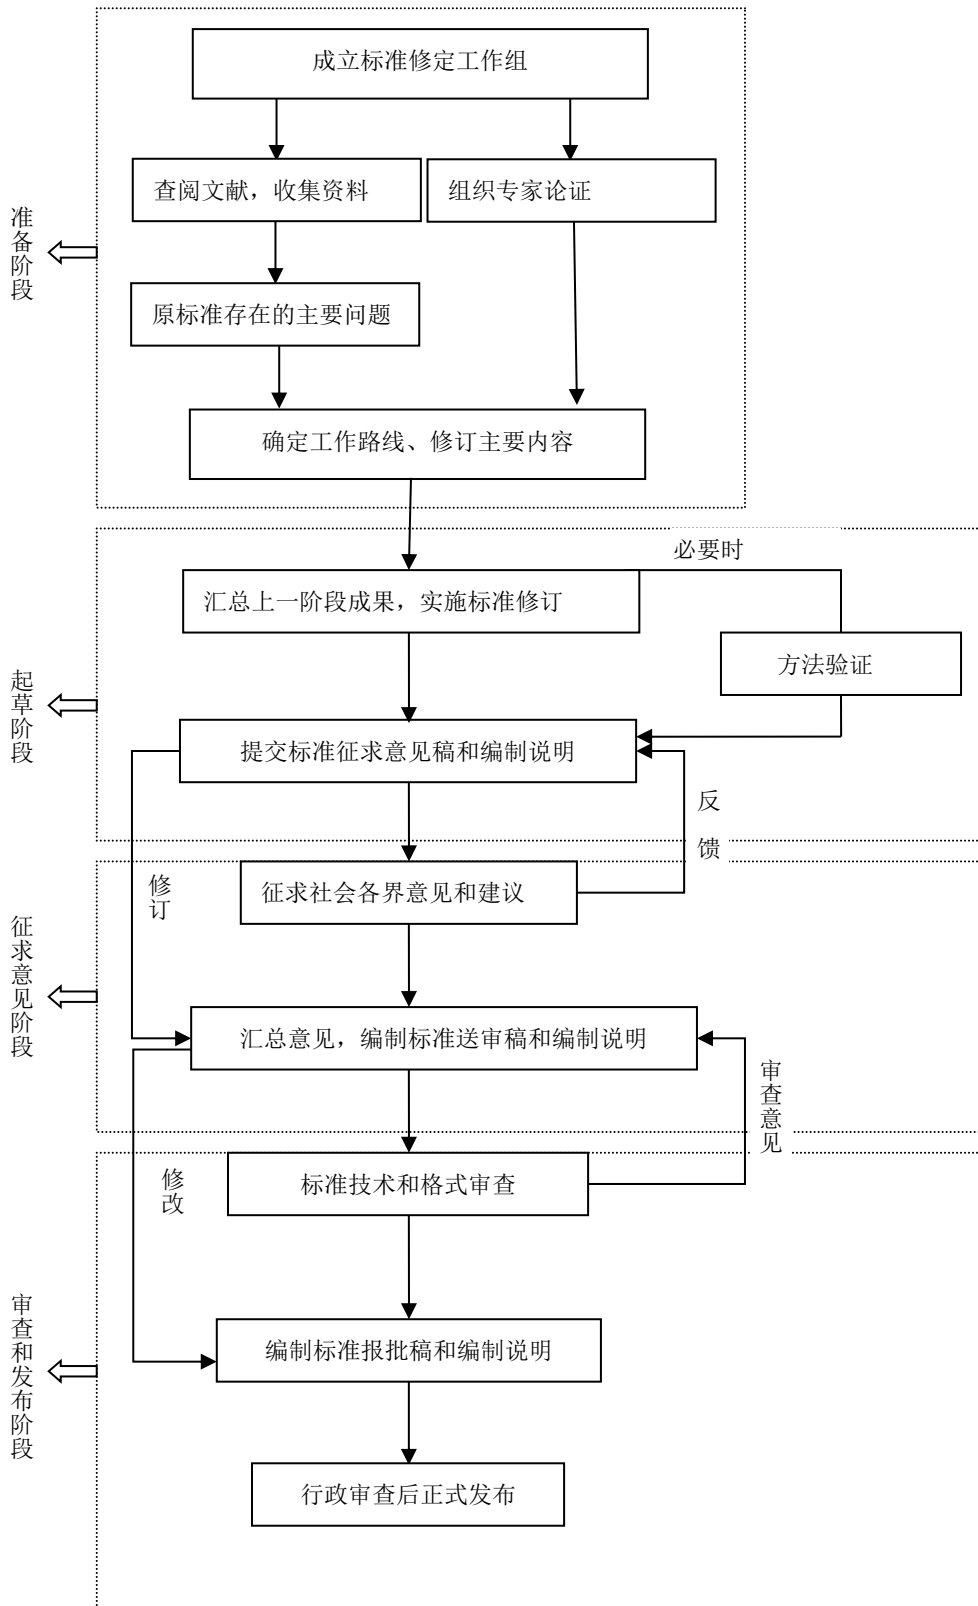 成立标准修定工作组
查阅文献，收集资料
组织专家论证
准备阶段
原标准存在的主要问题
确定工作路线、修订主要内容
必要时
汇总上一阶段成果，实施标准修订
方法验证
起草阶段
提交标准征求意见稿和编制说明
反馈
修订
征求社会各界意见和建议
征求意见阶段
汇总意见，编制标准送审稿和编制说明
审查意见
修改
标准技术和格式审查
审查和发布阶段
编制标准报批稿和编制说明
行政审查后正式发布